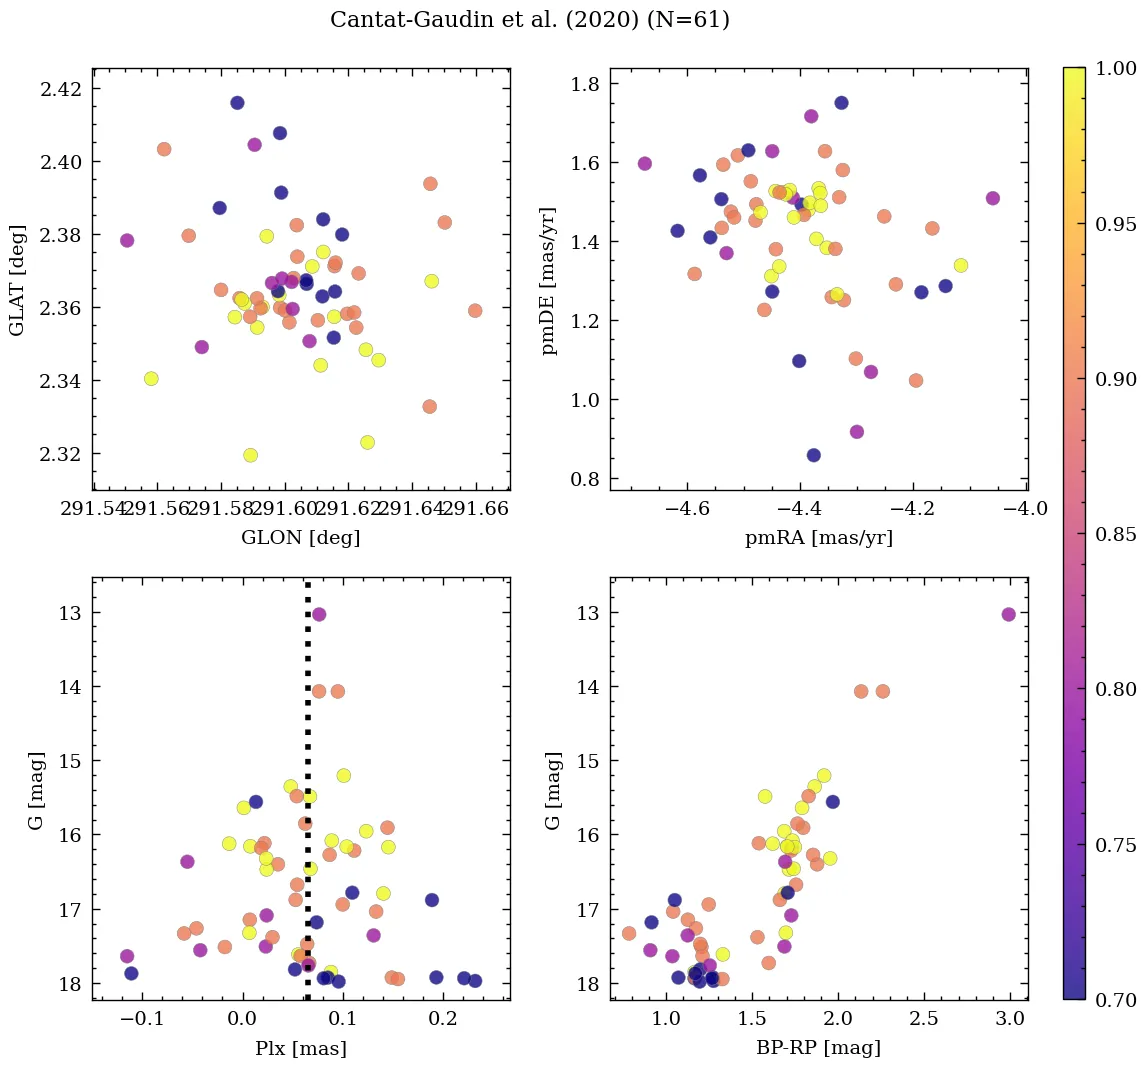 Cantat-Gaudin et al. (2020) (N=61)
2.42
2.40
2.38
2.36
2.34
2.32
GLAT [deg]
291.54 291.56 291.58 291.60 291.62 291.64 291.66
GLON [deg]
1.8
1.6
1.4
1.2
1.0
0.8
pmDE [mas/yr]
−4.6 −4.4 −4.2 −4.0
pmRA [mas/yr]
13
14
15
16
17
18
G [mag]
−0.1 0.0 0.1 0.2
Plx [mas]
13
14
15
16
17
18
G [mag]
1.0 1.5 2.0 2.5 3.0
BP-RP [mag]
1.00
0.95
0.90
0.85
0.80
0.75
0.70